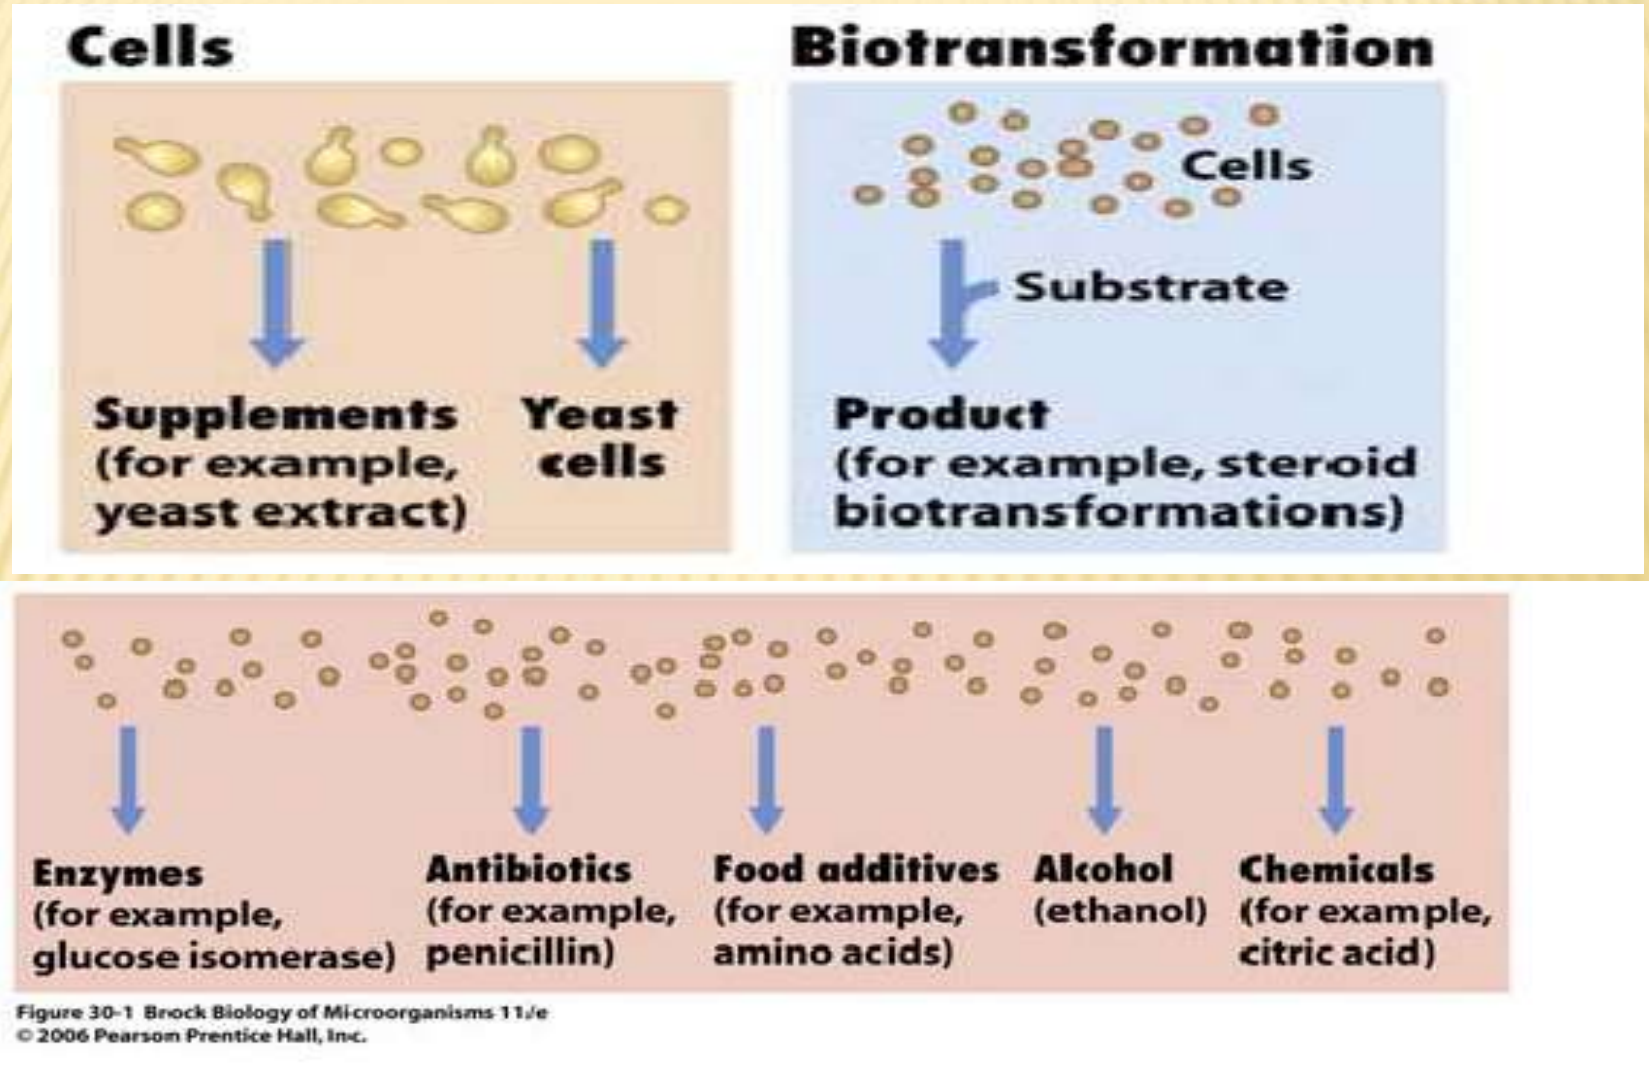 Cells
Supplements
(for example,
yeast extract)
Yeast
cells
Biotransformation
Cells
Substrate
Product
(for example, steroid
biotransformations)
Enzymes
(for example,
glucose isomerase)
Antibiotics
(for example,
penicillin)
Food additives
(for example,
amino acids)
Alcohol
(ethanol)
Chemicals
(for example,
citric acid)
Figure 30-1 Brock Biology of Microorganisms 11/e
© 2006 Pearson Prentice Hall, Inc.